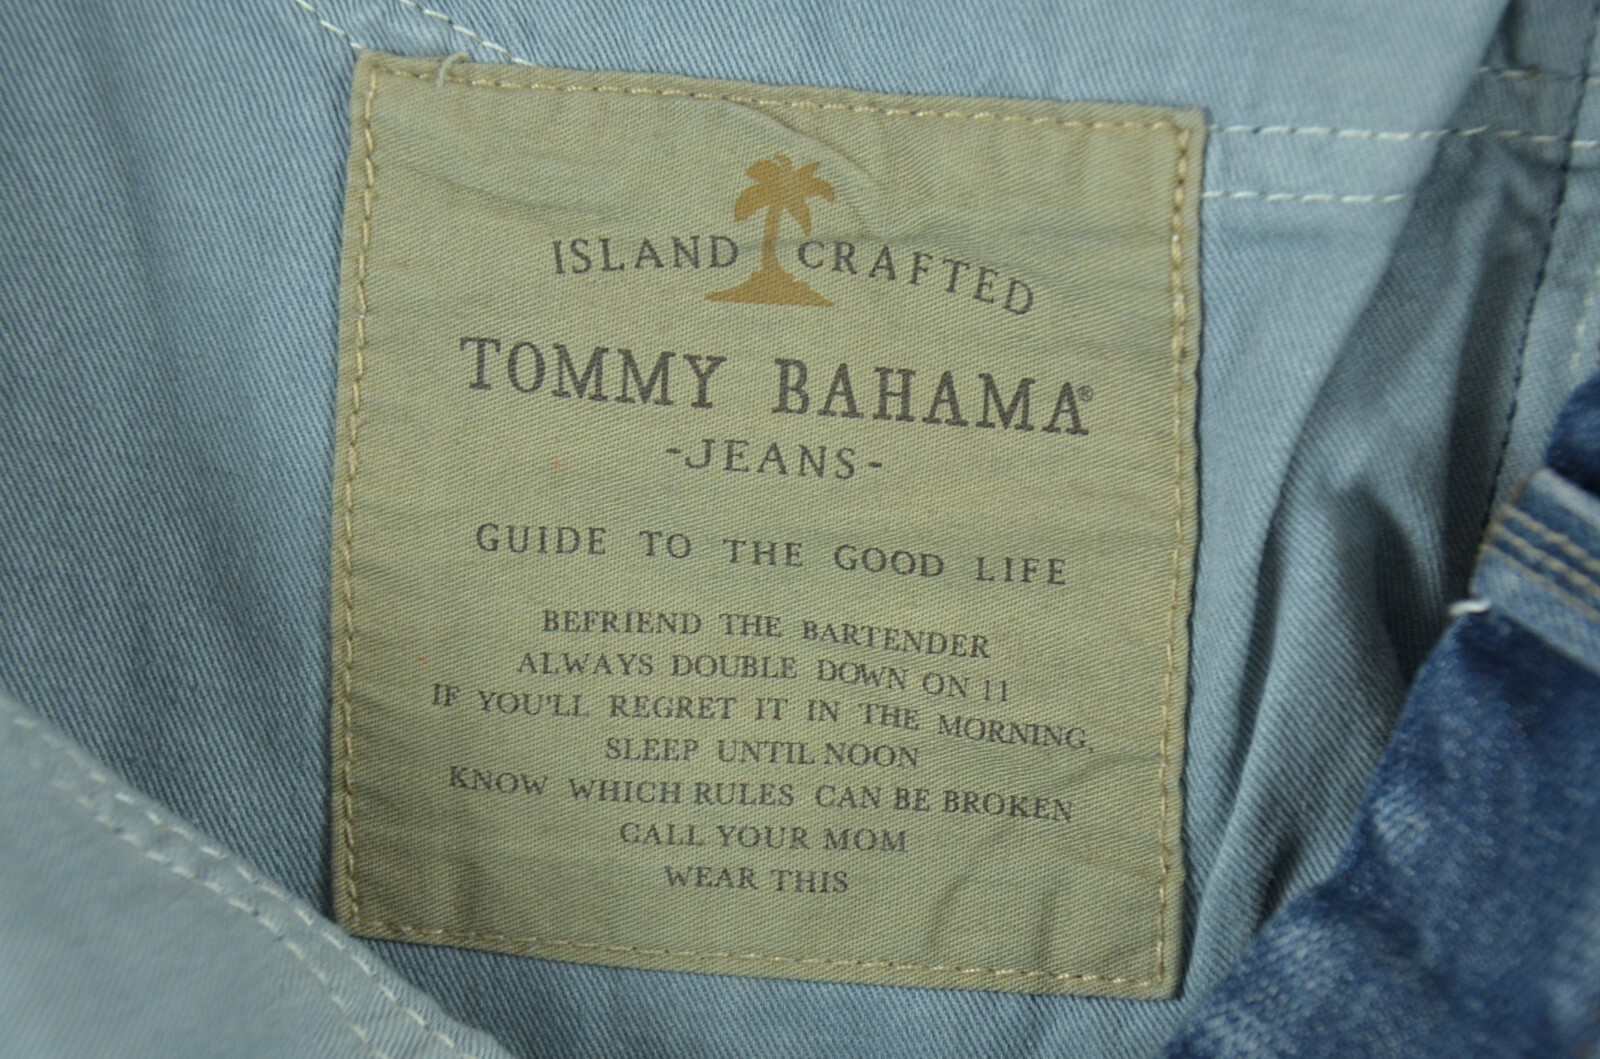 ISLAND CRAFTED
TOMMY BAHAMA®
-JEANS-
GUIDE TO THE GOOD LIFE
BEFRIEND THE BARTENDER
ALWAYS DOUBLE DOWN ON 11
IF YOU'LL REGRET IT IN THE MORNING,
SLEEP UNTIL NOON
KNOW WHICH RULES CAN BE BROKEN
CALL YOUR MOM
WEAR THIS